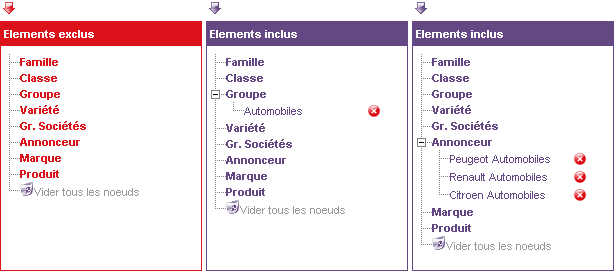 Elements exclus
Famille
Classe
Groupe
Variété
Gr. Sociétés
Annonceur
Marque
Produit
Vider tous les noeuds
Elements inclus
Famille
Classe
Groupe
Automobiles
Variété
Gr. Sociétés
Annonceur
Marque
Produit
Vider tous les noeuds
Elements inclus
Famille
Classe
Groupe
Variété
Gr. Sociétés
Annonceur
Peugeot Automobiles
Renault Automobiles
Citroen Automobiles
Marque
Produit
Vider tous les noeuds